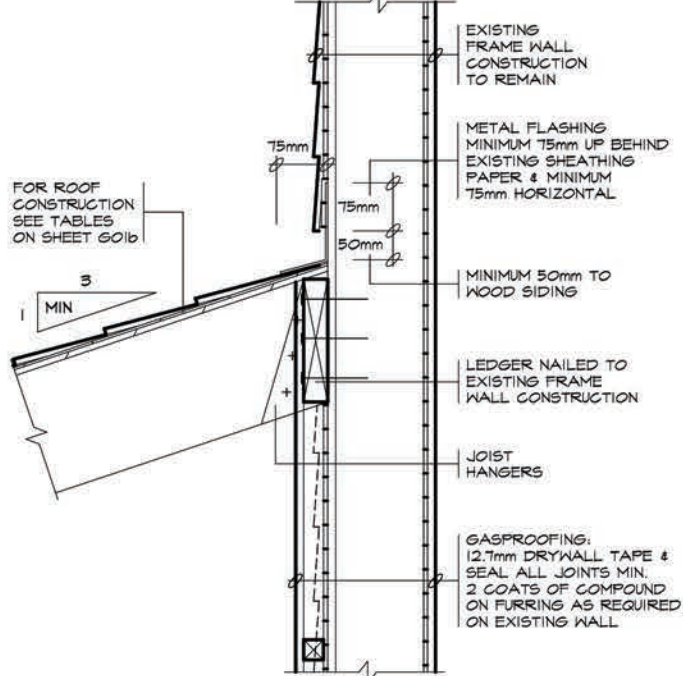 EXISTING
FRAME WALL
CONSTRUCTION
TO REMAIN
METAL FLASHING
MINIMUM 75mm UP BEHIND
EXISTING SHEATHING
PAPER & MINIMUM
75mm HORIZONTAL
75mm
75mm
50mm
FOR ROOF
CONSTRUCTION
SEE TABLES
ON SHEET G01b
3
1
MIN
MINIMUM 50mm TO
WOOD SIDING
LEDGER NAILED TO
EXISTING FRAME
WALL CONSTRUCTION
JOIST
HANGERS
GASPROOFING:
12.7mm DRYWALL TAPE &
SEAL ALL JOINTS MIN.
2 COATS OF COMPOUND
ON FURRING AS REQUIRED
ON EXISTING WALL